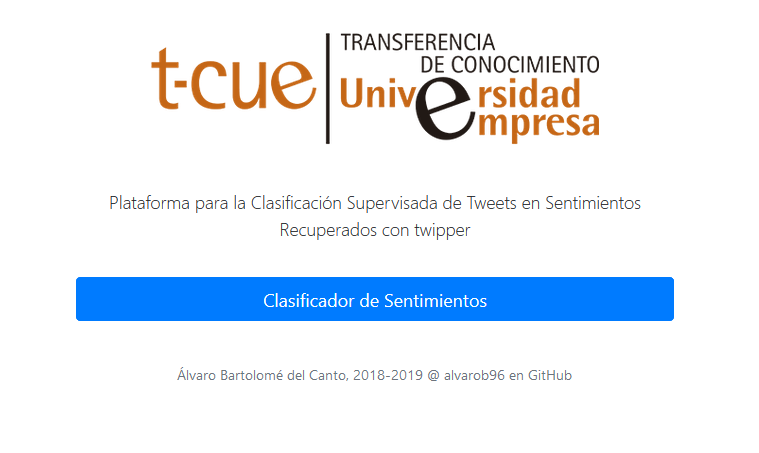 t-cue
TRANSFERENCIA
DE CONOCIMIENTO
Universidad
empresa
Plataforma para la Clasificación Supervisada de Tweets en Sentimientos
Recuperados con twipper
Clasificador de Sentimientos
Álvaro Bartolomé del Canto, 2018-2019 @ alvarob96 en GitHub